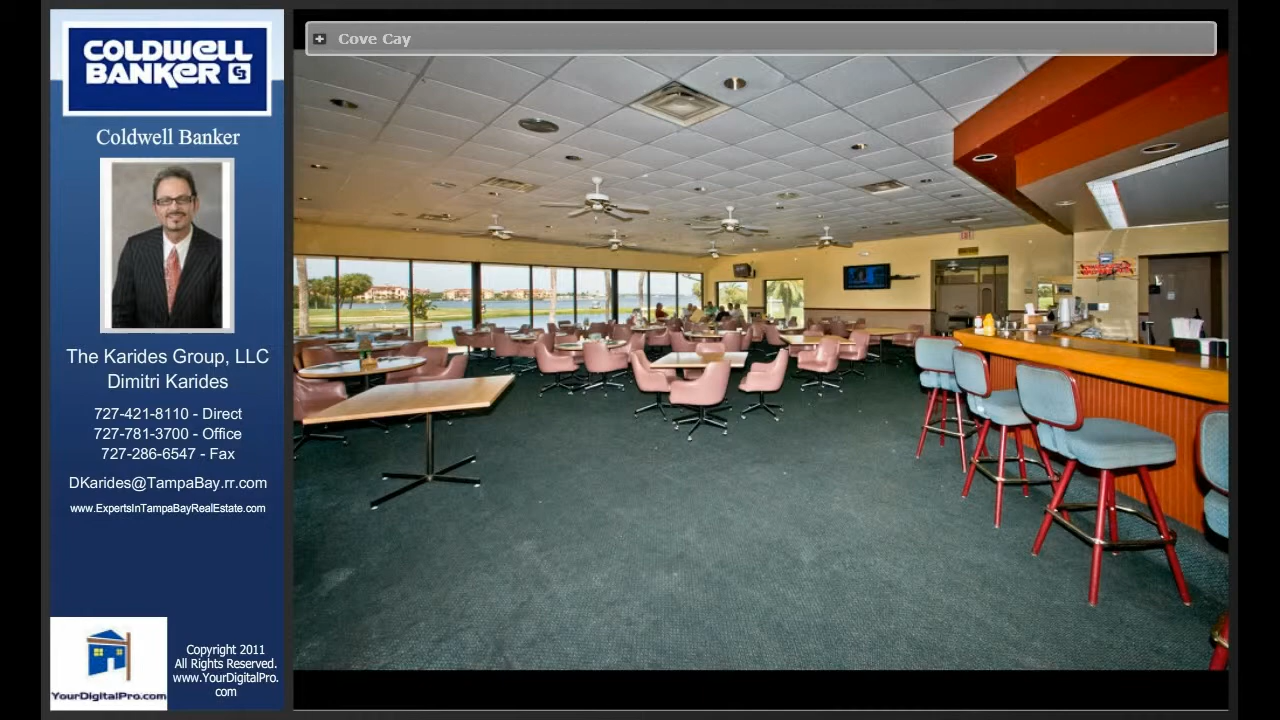 COLDWELL
BANKER
Coldwell Banker
The Karides Group, LLC
Dimitri Karides
727-421-8110 - Direct
727-781-3700 - Office
727-286-6547 - Fax
DKarides@TampaBay.rr.com
www.ExpertsInTampaBayRealEstate.com
YourDigitalPro.com
Copyright 2011
All Rights Reserved.
www.YourDigitalPro.
com
Cove Cay